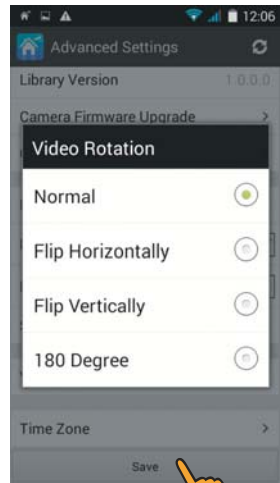 12:06
Advanced Settings
Library Version 1.0.0.0
Camera Firmware Upgrade
Video Rotation
Normal
Flip Horizontally
Flip Vertically
180 Degree
Time Zone
Save